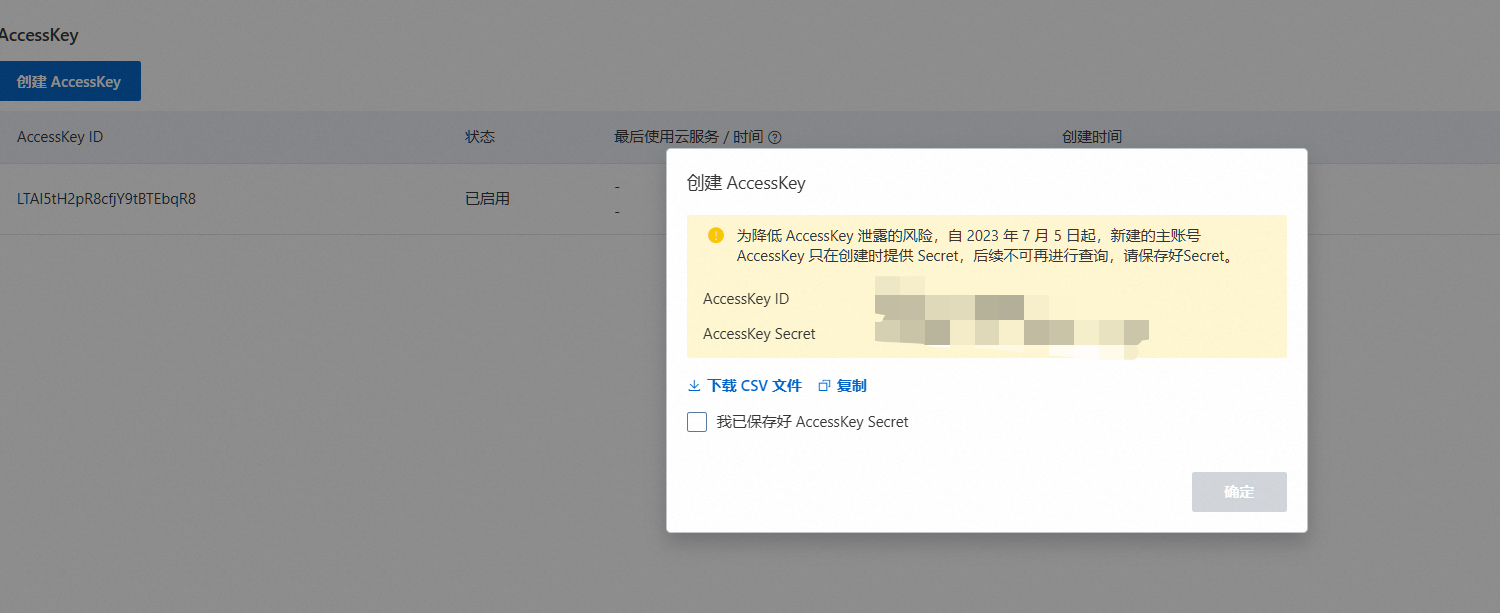 AccessKey
创建 AccessKey
AccessKey ID 状态 最后使用云服务 / 时间 创建时间
LTAI5tH2pR8cfjY9tBTEbqR8 已启用 -
-
创建 AccessKey
为降低 AccessKey 泄露的风险，自 2023 年 7 月 5 日起，新建的主账号
AccessKey 只在创建时提供 Secret，后续不可再进行查询，请保存好Secret。
AccessKey ID
AccessKey Secret
下载 CSV 文件 复制
我已保存好 AccessKey Secret
确定